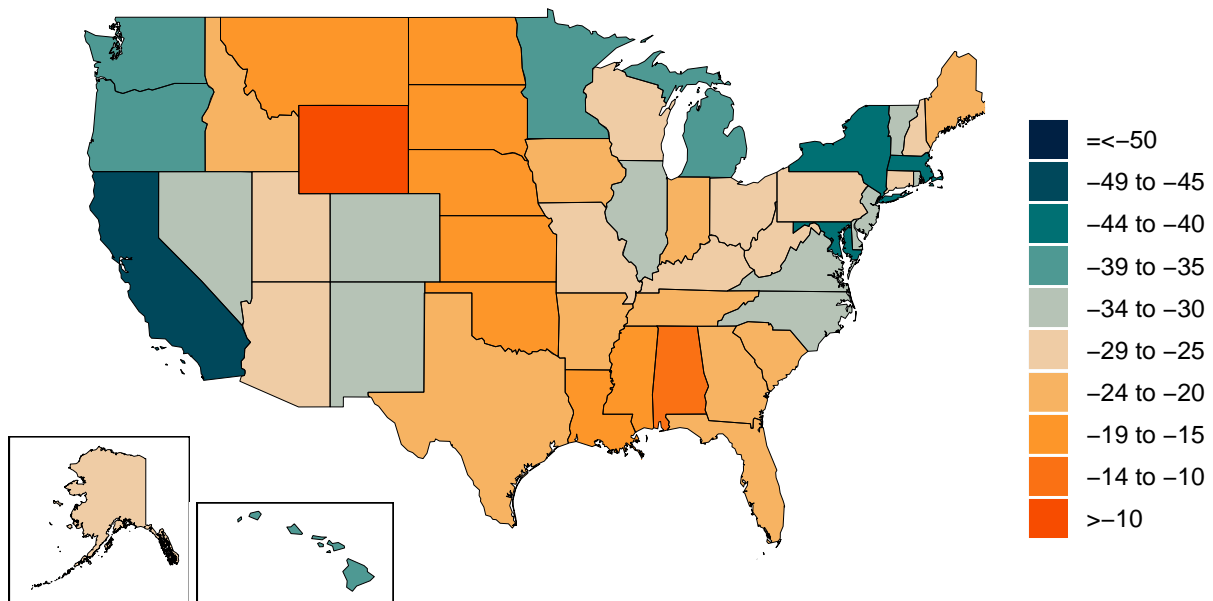 =<−50
−49 to −45
−44 to −40
−39 to −35
−34 to −30
−29 to −25
−24 to −20
−19 to −15
−14 to −10
>−10